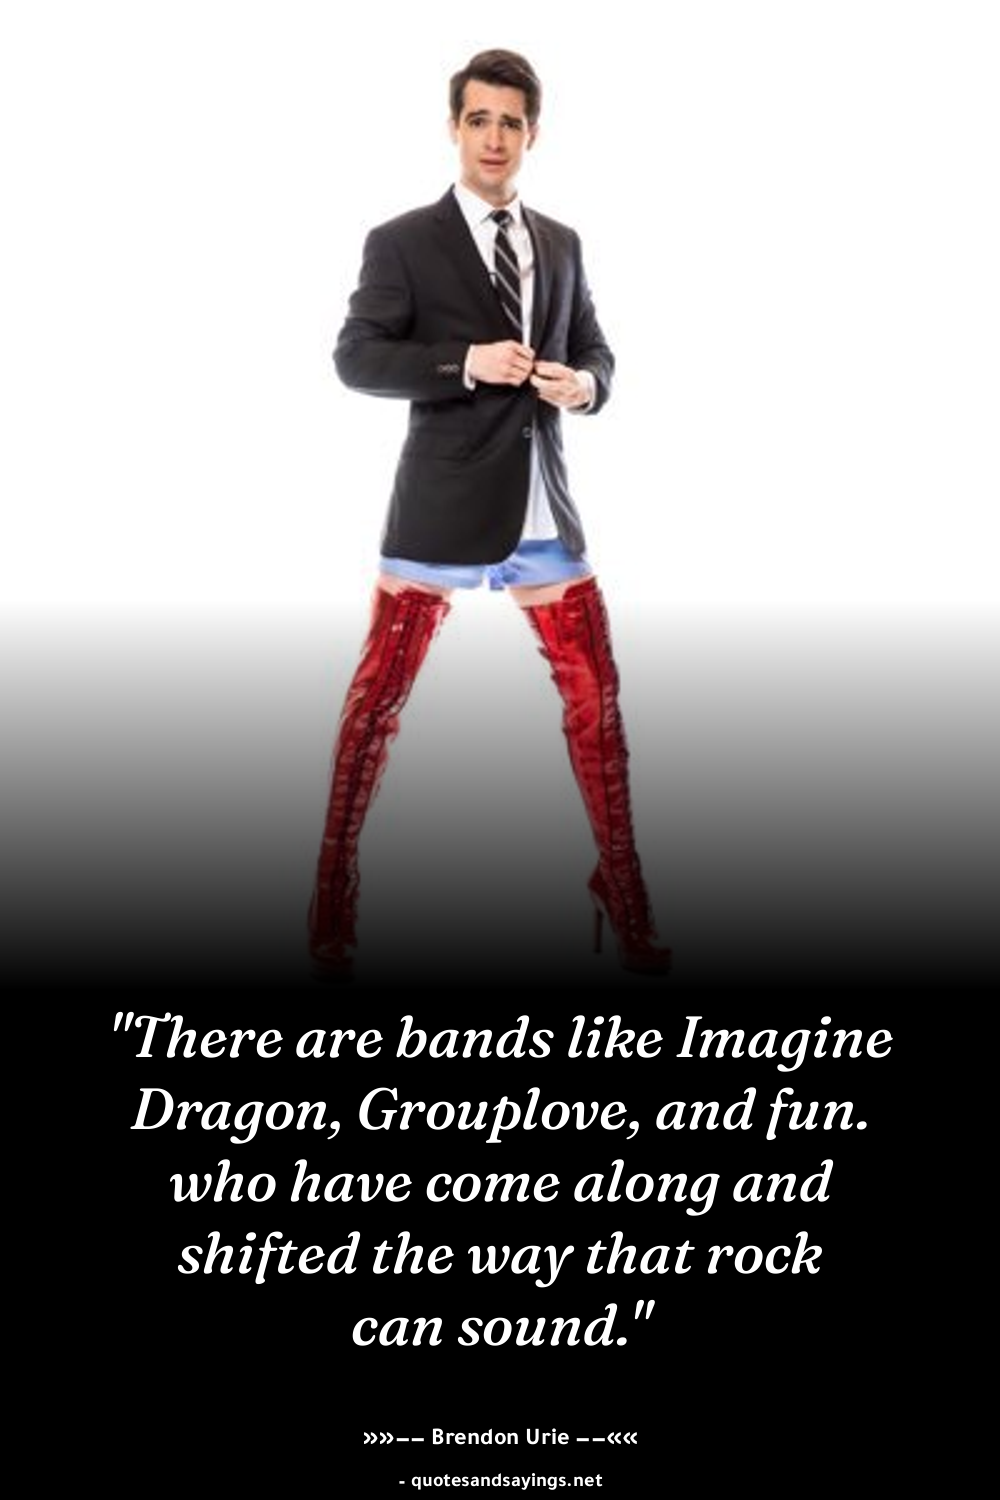 "There are bands like Imagine
Dragon, Grouplove, and fun.
who have come along and
shifted the way that rock
can sound."
»»–– Brendon Urie ––««
- quotesandsayings.net